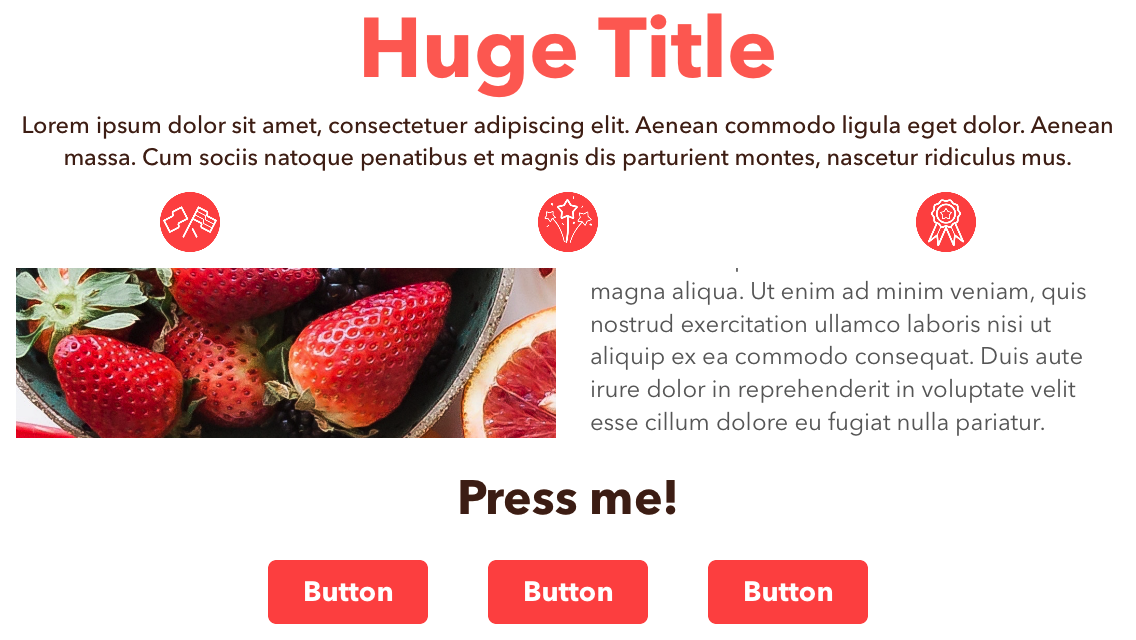 Huge Title
Lorem ipsum dolor sit amet, consectetuer adipiscing elit. Aenean commodo ligula eget dolor. Aenean
massa. Cum sociis natoque penatibus et magnis dis parturient montes, nascetur ridiculus mus.
magna aliqua. Ut enim ad minim veniam, quis
nostrud exercitation ullamco laboris nisi ut
aliquip ex ea commodo consequat. Duis aute
irure dolor in reprehenderit in voluptate velit
esse cillum dolore eu fugiat nulla pariatur.
Press me!
Button
Button
Button